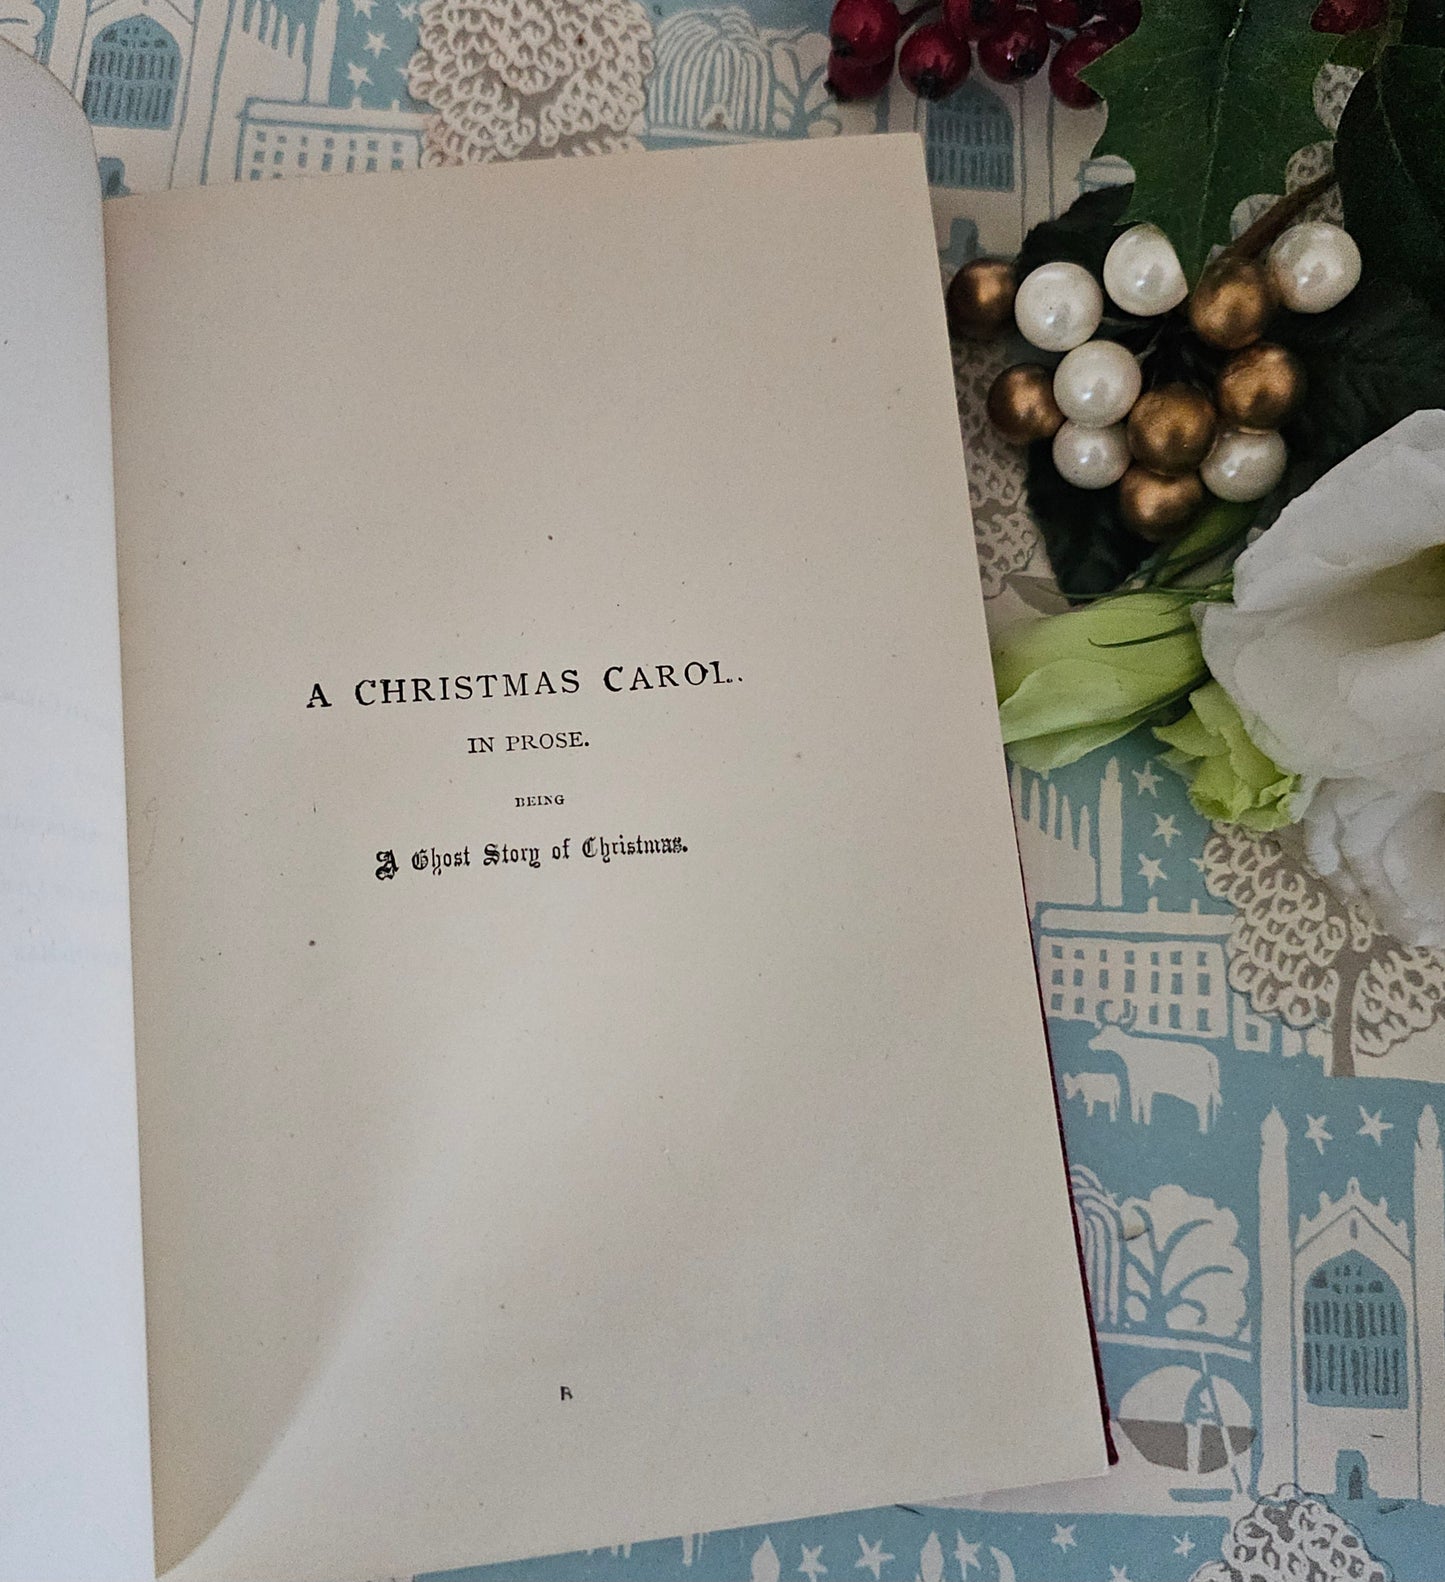 A CHRISTMAS CAROL.
IN PROSE.
BEING
A Ghost Story of Christmas.
B